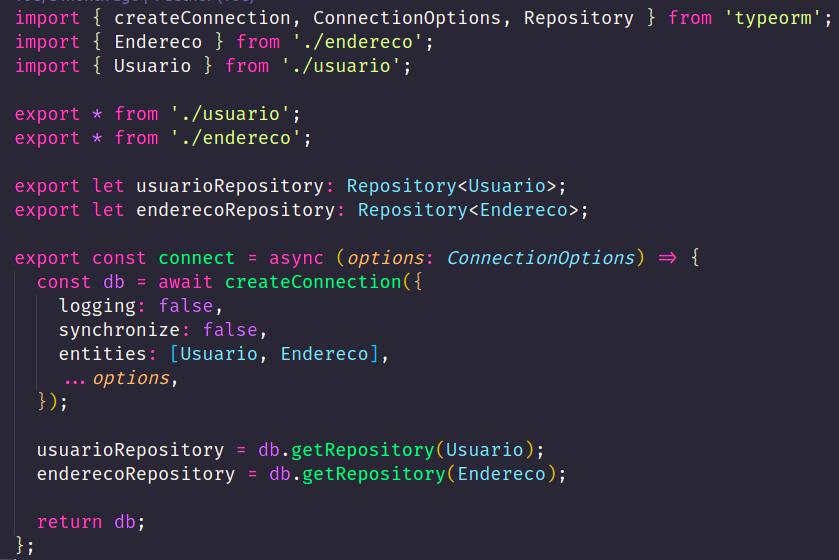 import { createConnection, ConnectionOptions, Repository } from 'typeorm';
import { Endereco } from './endereco';
import { Usuario } from './usuario';
export * from './usuario';
export * from './endereco';
export let usuarioRepository: Repository<Usuario>;
export let enderecoRepository: Repository<Endereco>;
export const connect = async (options: ConnectionOptions) => {
const db = await createConnection({
logging: false,
synchronize: false,
entities: [Usuario, Endereco],
...options,
});
usuarioRepository = db.getRepository(Usuario);
enderecoRepository = db.getRepository(Endereco);
return db;
};